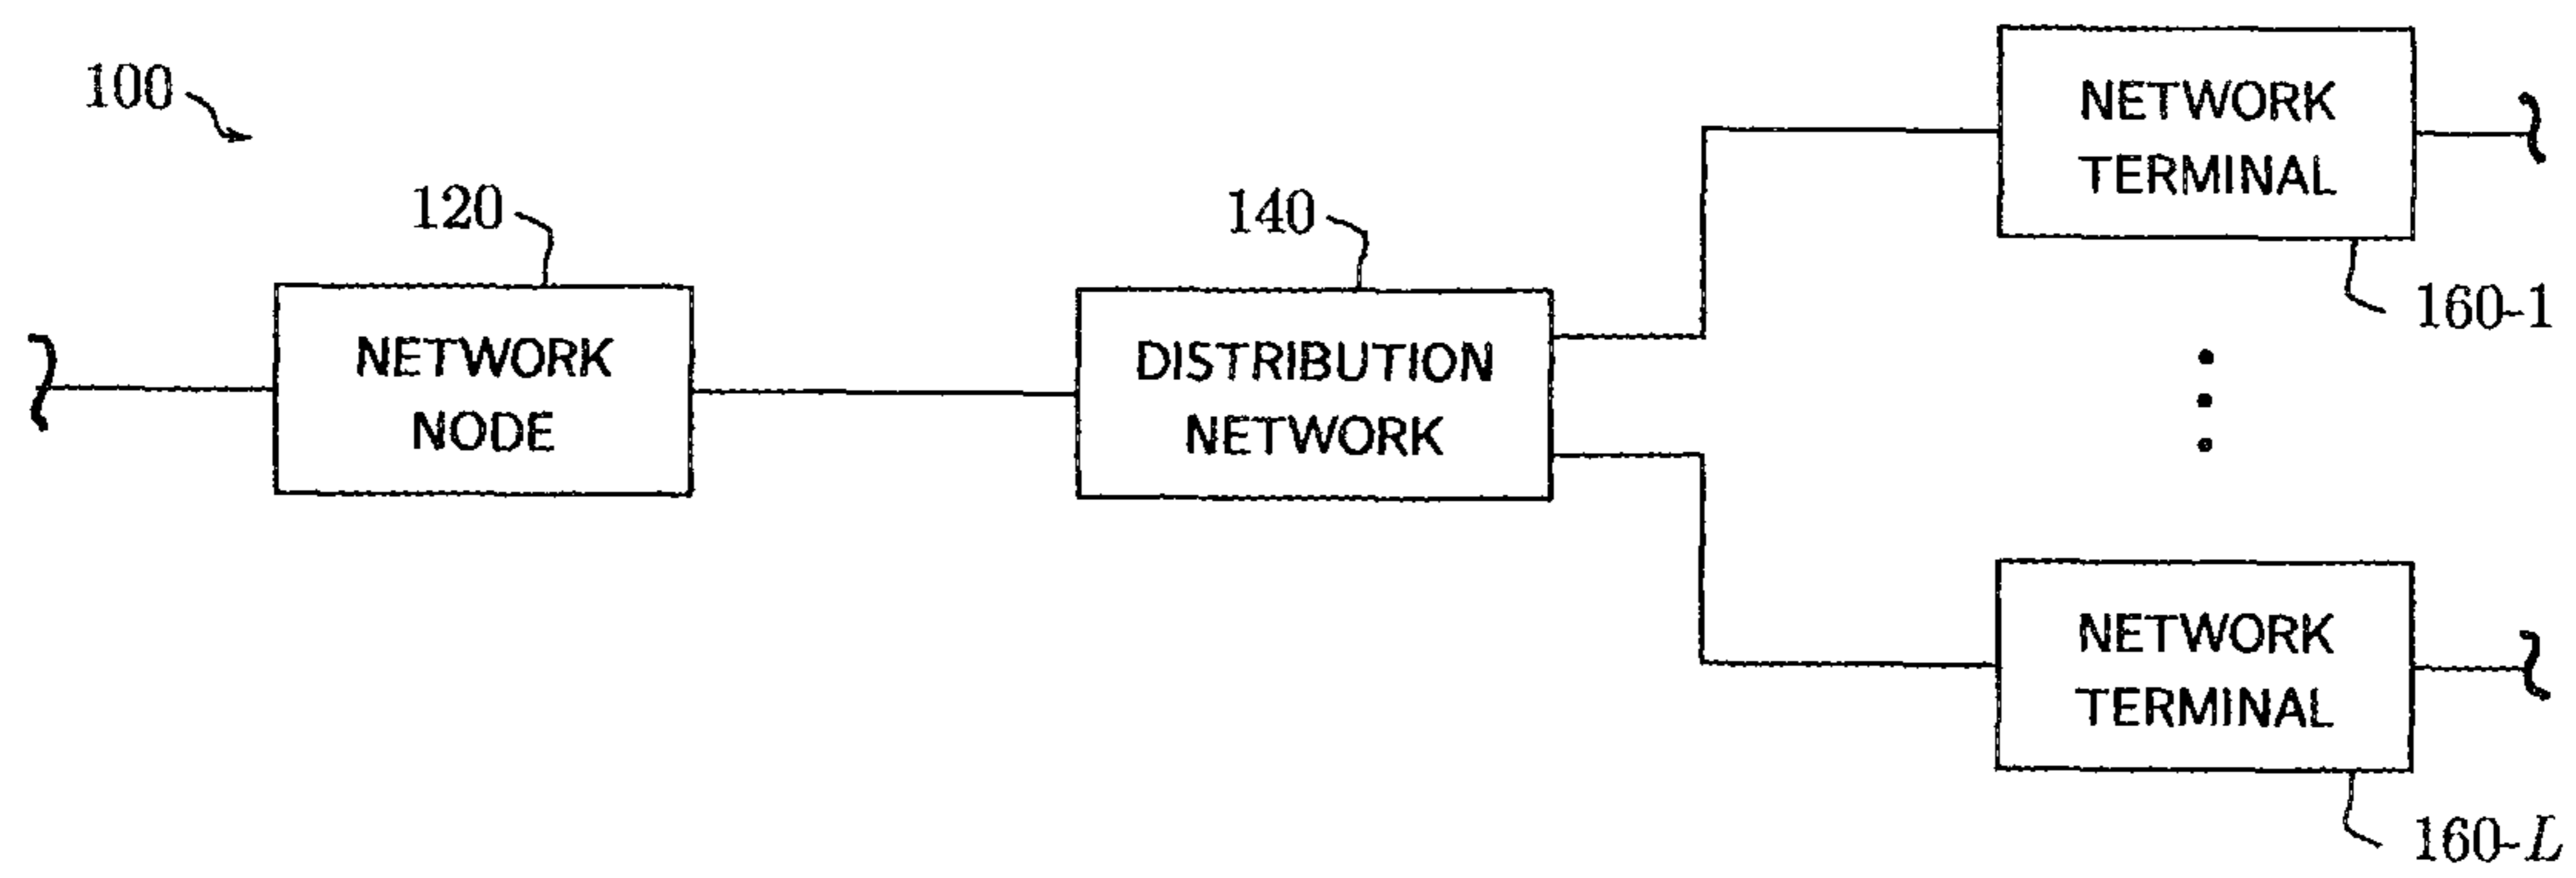 100
120
NETWORK
NODE
140
DISTRIBUTION
NETWORK
NETWORK
TERMINAL
160-1
NETWORK
TERMINAL
160-L